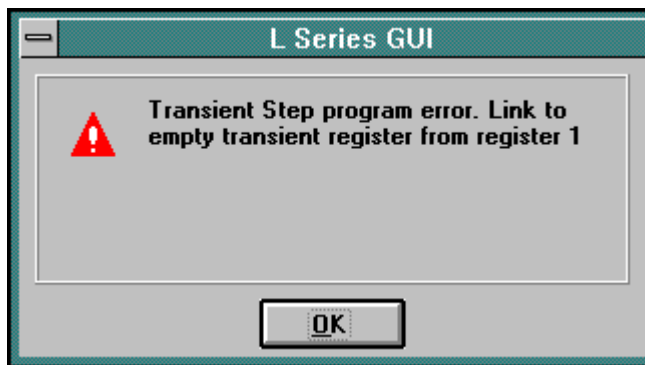 L Series GUI
Transient Step program error. Link to
empty transient register from register 1
OK